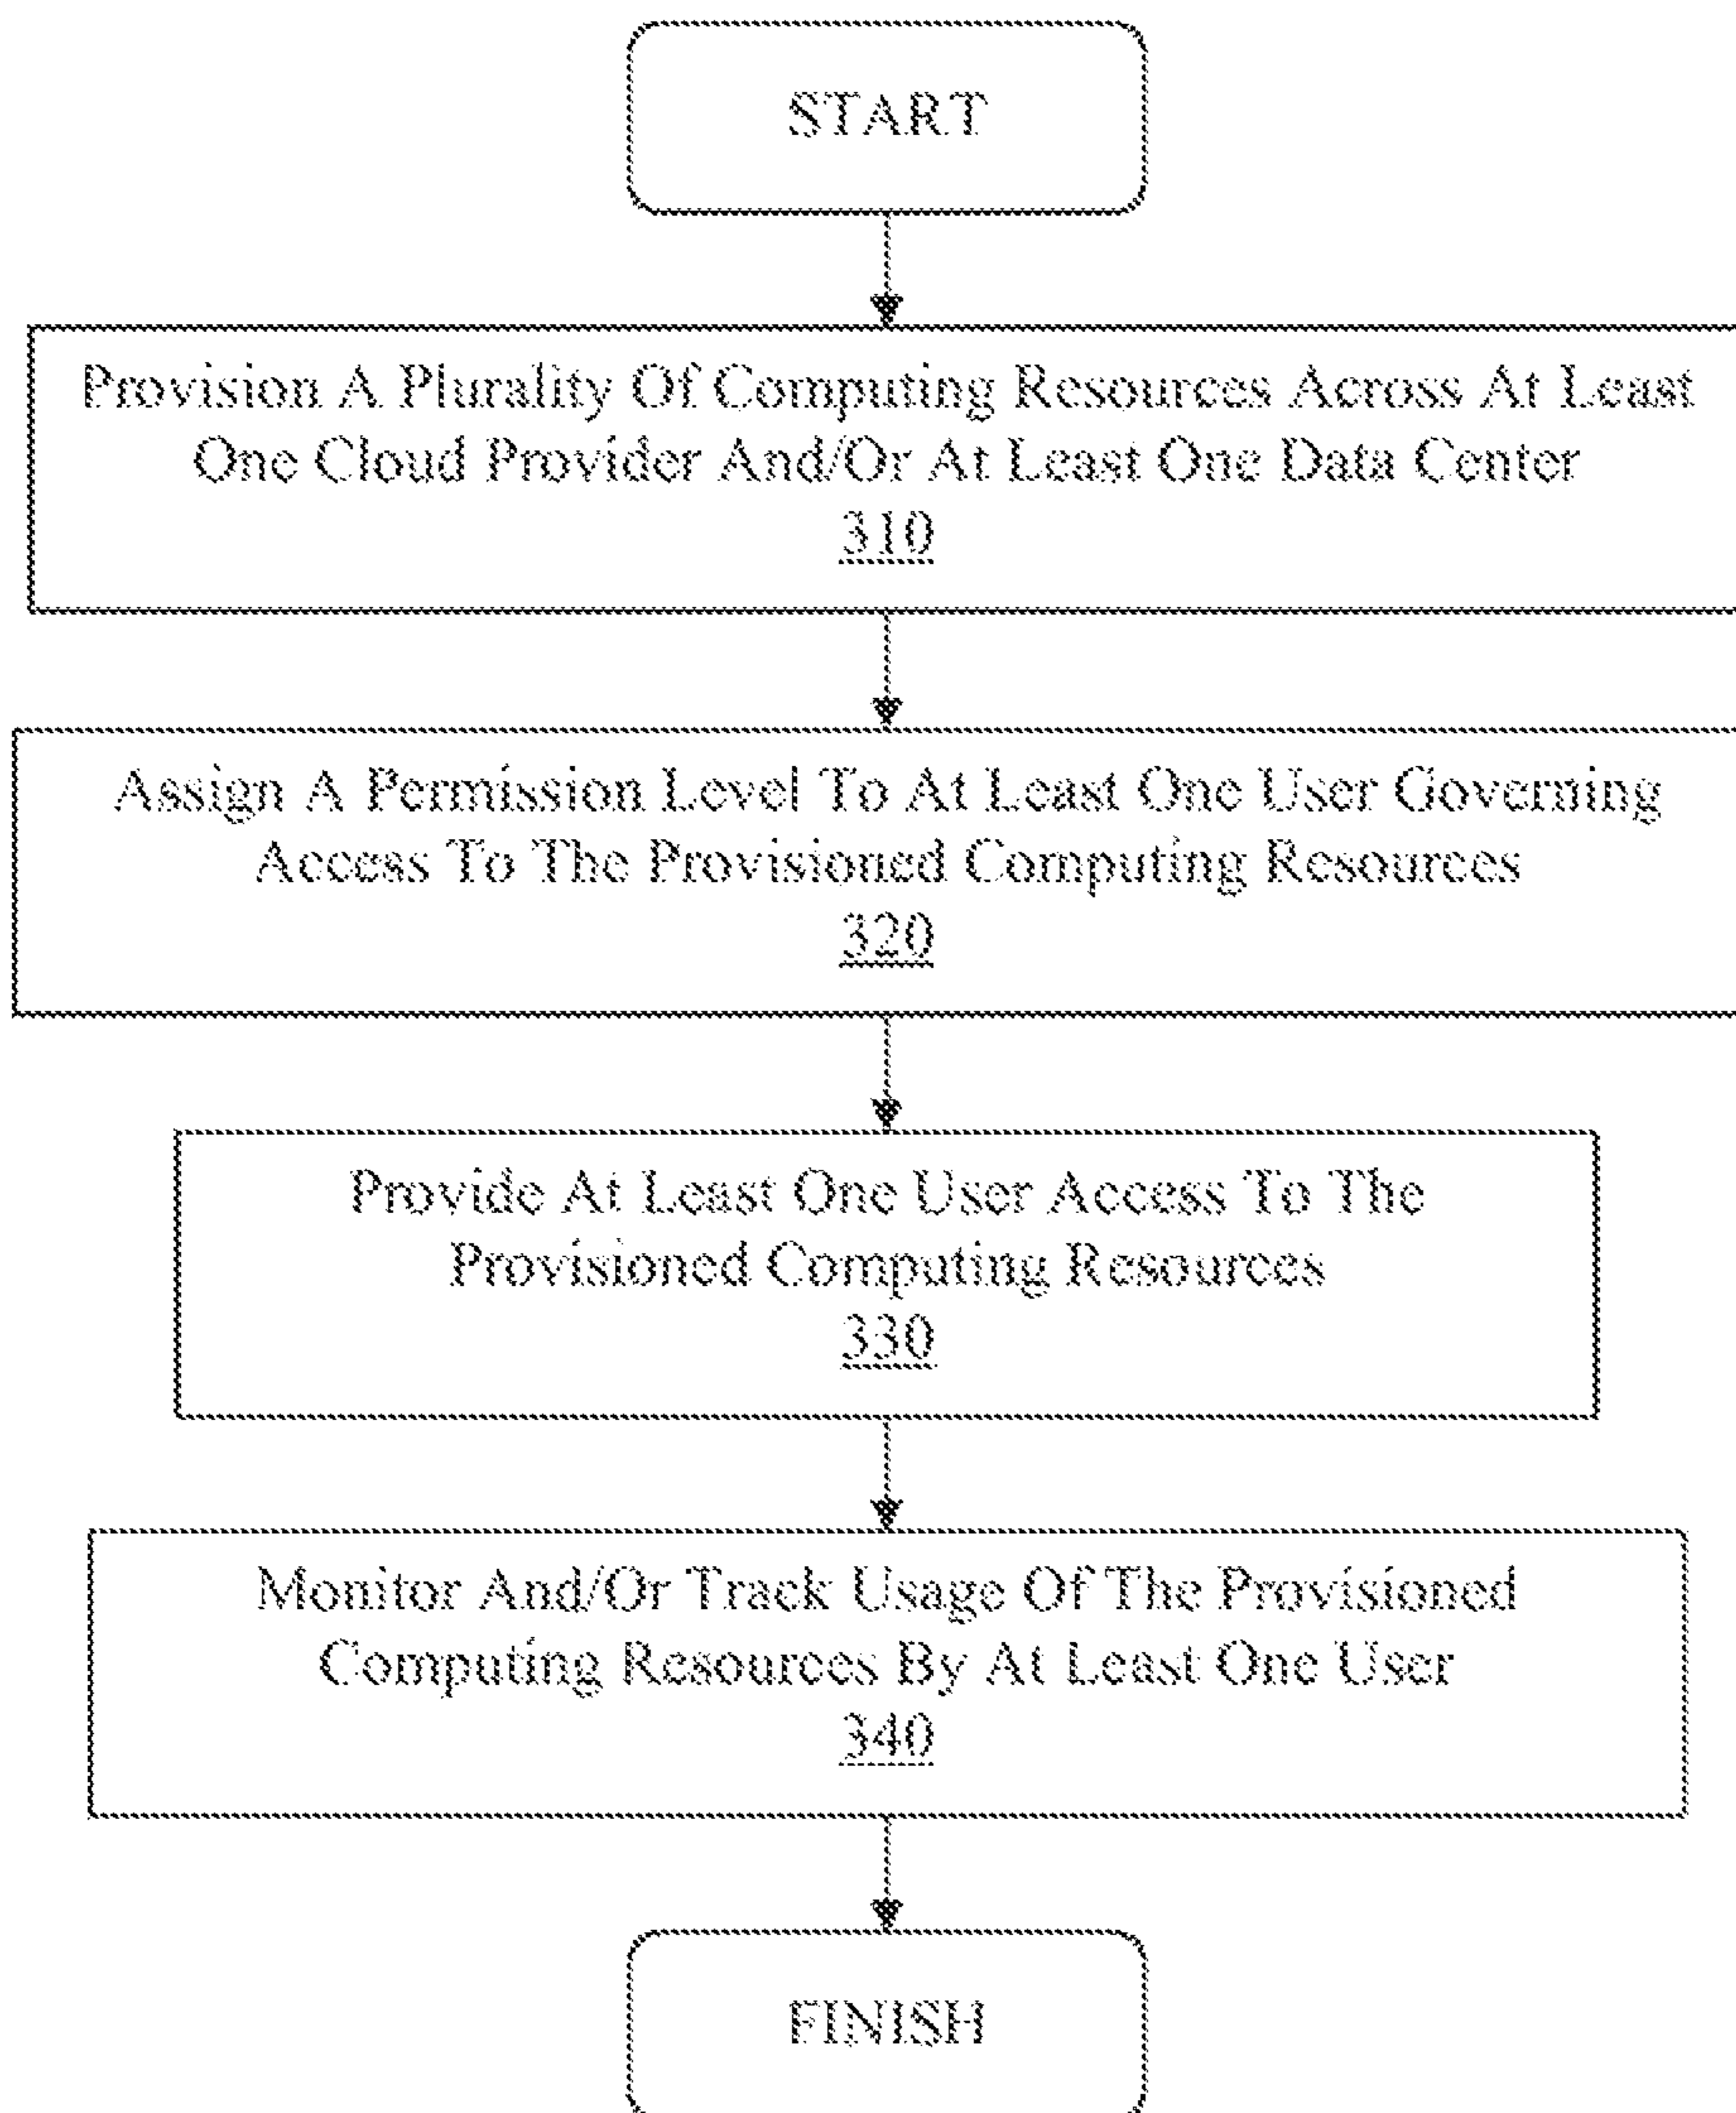 START
Provision A Plurality Of Computing Resources Across At Least
One Cloud Provider And/Or At Least One Data Center
310
Assign A Permission Level To At Least One User Governing
Access To The Provisioned Computing Resources
320
Provide At Least One User Access To The
Provisioned Computing Resources
330
Monitor And/Or Track Usage Of The Provisioned
Computing Resources By At Least One User
340
FINISH